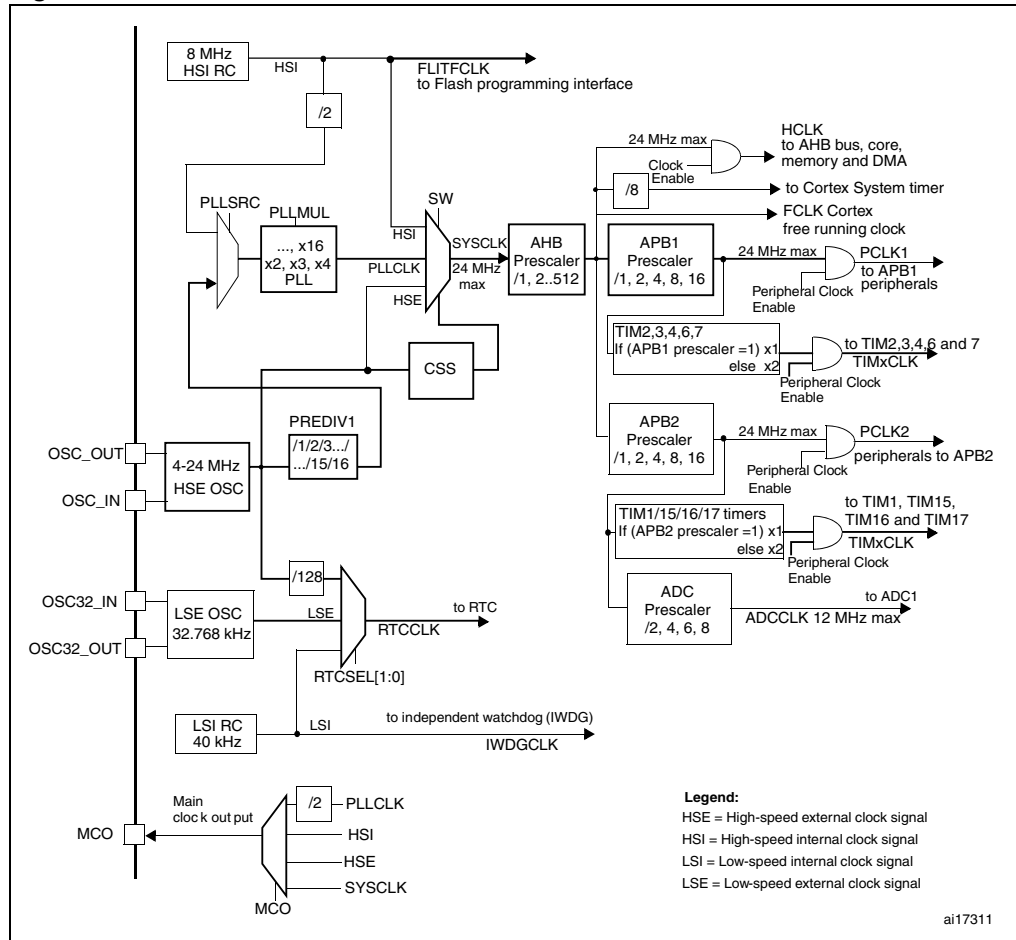 8 MHz
HSI RC
HSI
FLITFCLK
to Flash programming interface
/2
HCLK
to AHB bus, core,
memory and DMA
24 MHz max
Clock
Enable
/8
to Cortex System timer
FCLK Cortex
free running clock
PLLSRC
PLLMUL
..., x16
x2, x3, x4
PLL
SW
HSI
PLLCLK
HSE
SYSCLK
24 MHz
max
AHB
Prescaler
/1, 2..512
APB1
Prescaler
/1, 2, 4, 8, 16
24 MHz max
PCLK1
to APB1
peripherals
Peripheral Clock
Enable
TIM2,3,4,6,7
If (APB1 prescaler =1) x1
else x2
to TIM2,3,4,6 and 7
TIMxCLK
Peripheral Clock
Enable
CSS
PREDIV1
/1/2/3.../
.../15/16
OSC_OUT
OSC_IN
4-24 MHz
HSE OSC
APB2
Prescaler
/1, 2, 4, 8, 16
24 MHz max
PCLK2
peripherals to APB2
Peripheral Clock
Enable
TIM1/15/16/17 timers
If (APB2 prescaler =1) x1
else x2
to TIM1, TIM15,
TIM16 and TIM17
TIMxCLK
Peripheral Clock
Enable
ADC
Prescaler
/2, 4, 6, 8
to ADC1
ADCCLK 12 MHz max
/128
OSC32_IN
OSC32_OUT
LSE OSC
32.768 kHz
LSE
to RTC
RTCCLK
RTCSEL[1:0]
LSI RC
40 kHz
LSI
to independent watchdog (IWDG)
IWDGCLK
Main
clock output
MCO
/2
PLLCLK
HSI
HSE
SYSCLK
MCO
Legend:
HSE = High-speed external clock signal
HSI = High-speed internal clock signal
LSI = Low-speed internal clock signal
LSE = Low-speed external clock signal
ai17311